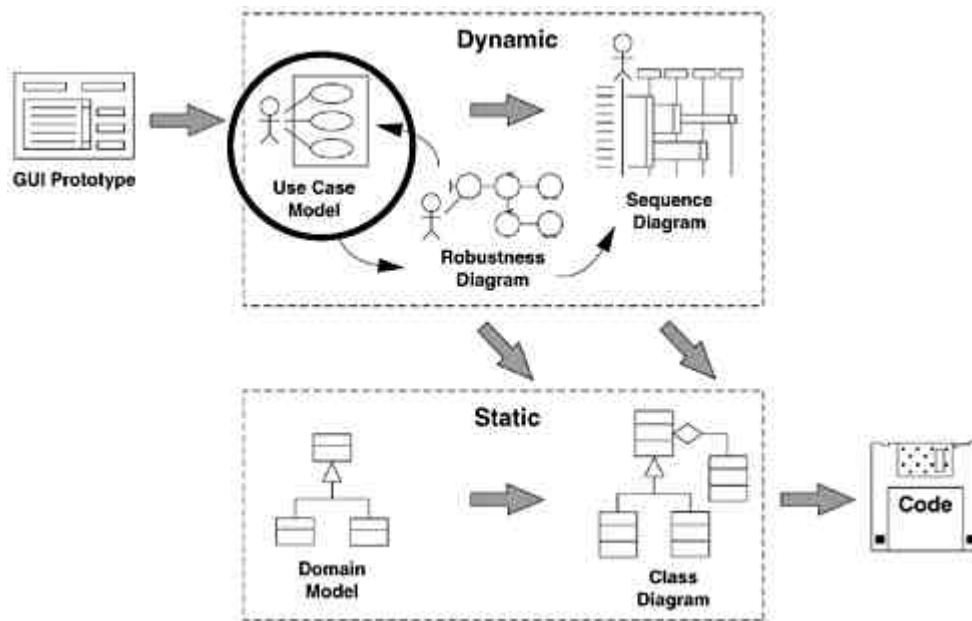 Dynamic
GUI Prototype
Use Case
Model
Robustness
Diagram
Sequence
Diagram
Static
Domain
Model
Class
Diagram
Code